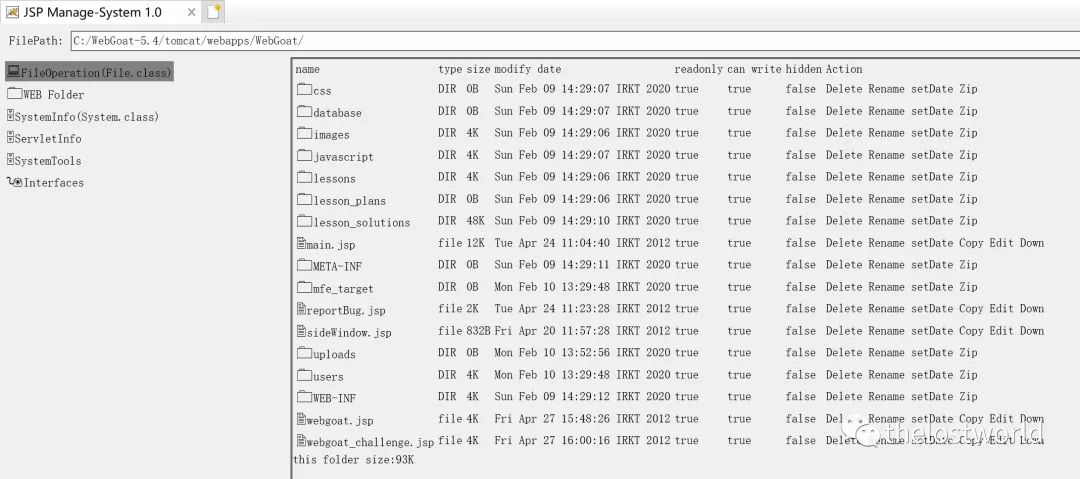 JSP Manage-System 1.0
FilePath: C:/WebGoat-5.4/tomcat/webapps/WebGoat/
FileOperation(File.class)
WEB Folder
SystemInfo(System.class)
ServletInfo
SystemTools
Interfaces
name type size modify date readonly can write hidden Action
css DIR 0B Sun Feb 09 14:29:07 IRKT 2020 true true false Delete Rename setDate Zip
database DIR 0B Sun Feb 09 14:29:07 IRKT 2020 true true false Delete Rename setDate Zip
images DIR 4K Sun Feb 09 14:29:06 IRKT 2020 true true false Delete Rename setDate Zip
javascript DIR 4K Sun Feb 09 14:29:07 IRKT 2020 true true false Delete Rename setDate Zip
lessons DIR 4K Sun Feb 09 14:29:06 IRKT 2020 true true false Delete Rename setDate Zip
lesson_plans DIR 0B Sun Feb 09 14:29:06 IRKT 2020 true true false Delete Rename setDate Zip
lesson_solutions DIR 48K Sun Feb 09 14:29:10 IRKT 2020 true true false Delete Rename setDate Zip
main.jsp file 12K Tue Apr 24 11:04:40 IRKT 2012 true true false Delete Rename setDate Copy Edit Down
META-INF DIR 0B Sun Feb 09 14:29:11 IRKT 2020 true true false Delete Rename setDate Zip
mfe_target DIR 0B Mon Feb 10 13:29:48 IRKT 2020 true true false Delete Rename setDate Zip
reportBug.jsp file 2K Tue Apr 24 11:23:28 IRKT 2012 true true false Delete Rename setDate Copy Edit Down
sideWindow.jsp file 832B Fri Apr 20 11:57:28 IRKT 2012 true true false Delete Rename setDate Copy Edit Down
uploads DIR 0B Mon Feb 10 13:52:56 IRKT 2020 true true false Delete Rename setDate Zip
users DIR 4K Mon Feb 10 13:29:48 IRKT 2020 true true false Delete Rename setDate Zip
WEB-INF DIR 4K Sun Feb 09 14:29:12 IRKT 2020 true true false Delete Rename setDate Zip
webgoat.jsp file 4K Fri Apr 27 15:48:26 IRKT 2012 true true false Delete Rename setDate Copy Edit Down
webgoat_challenge.jsp file 4K Fri Apr 27 16:00:16 IRKT 2012 true true false Delete Rename setDate Copy Edit Down
this folder size:93K
thelostworld